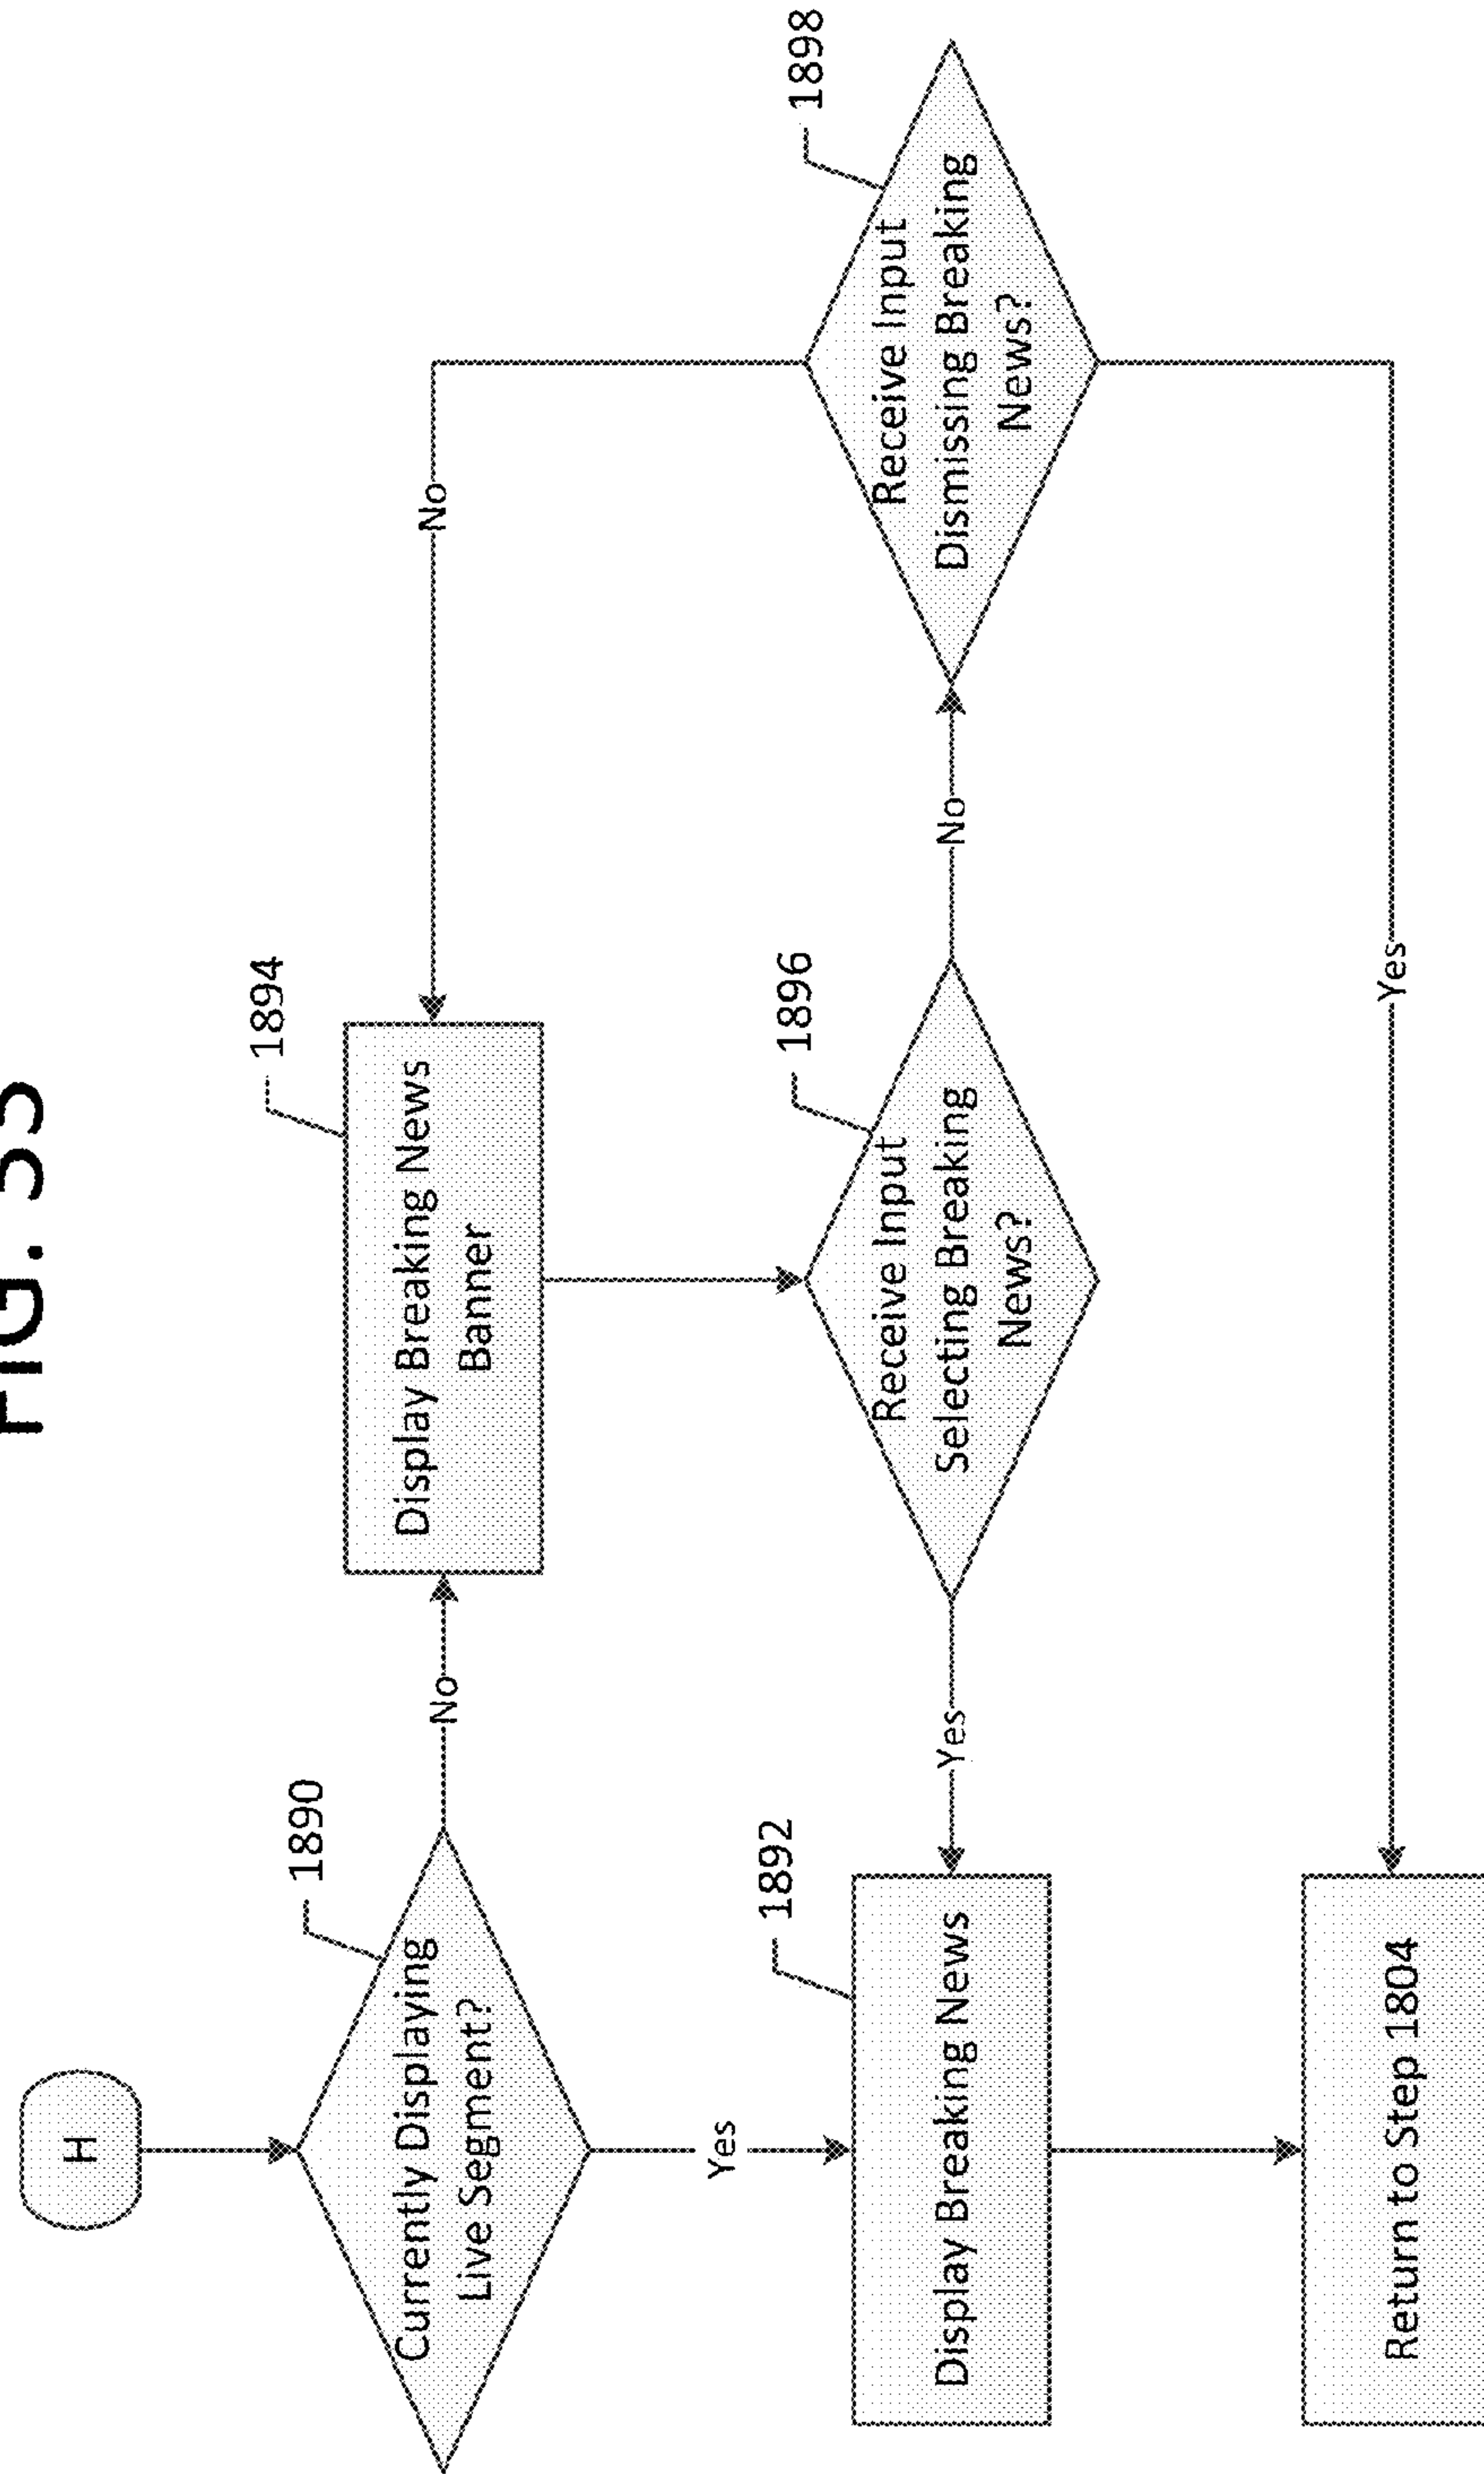 FIG.
H
1890
Currently Displaying
Live Segment?
No
1894
Display Breaking News
Banner
No
Yes
1892
Display Breaking News
Yes
1896
Receive Input
Selecting Breaking
News?
No
1898
Receive Input
Dismissing Breaking
News?
Yes
Return to Step 1804